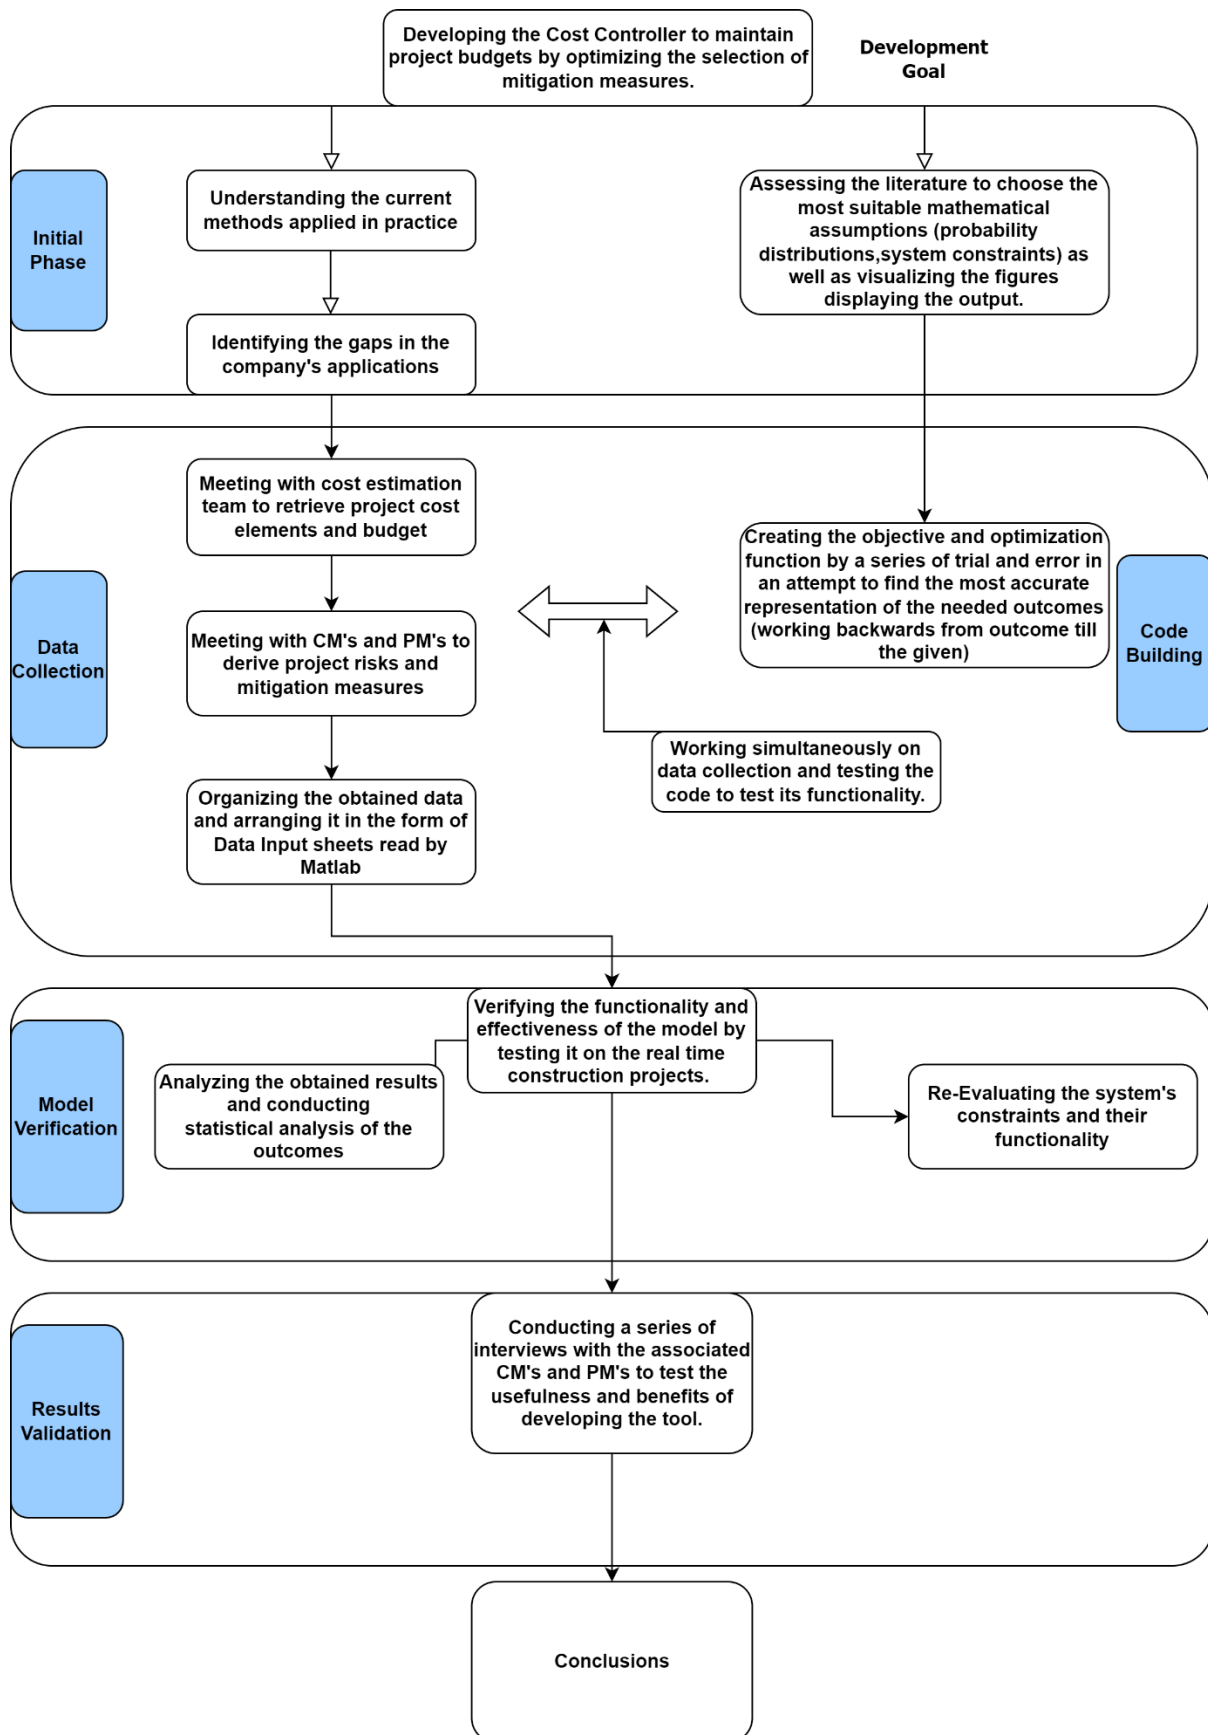 Developing the Cost Controller to maintain
project budgets by optimizing the selection of
mitigation measures.
Development
Goal
Initial
Phase
Understanding the current
methods applied in practice
Identifying the gaps in the
company's applications
Assessing the literature to choose the
most suitable mathematical
assumptions (probability
distributions,system constraints) as
well as visualizing the figures
displaying the output.
Data
Collection
Meeting with cost estimation
team to retrieve project cost
elements and budget
Meeting with CM's and PM's to
derive project risks and
mitigation measures
Organizing the obtained data
and arranging it in the form of
Data Input sheets read by
Matlab
Creating the objective and optimization
function by a series of trial and error in
an attempt to find the most accurate
representation of the needed outcomes
(working backwards from outcome till
the given)
Code
Building
Working simultaneously on
data collection and testing the
code to test its functionality.
Model
Verification
Verifying the functionality and
effectiveness of the model by
testing it on the real time
construction projects.
Analyzing the obtained results
and conducting
statistical analysis of the
outcomes
Re-Evaluating the system's
constraints and their
functionality
Results
Validation
Conducting a series of
interviews with the associated
CM's and PM's to test the
usefulness and benefits of
developing the tool.
Conclusions